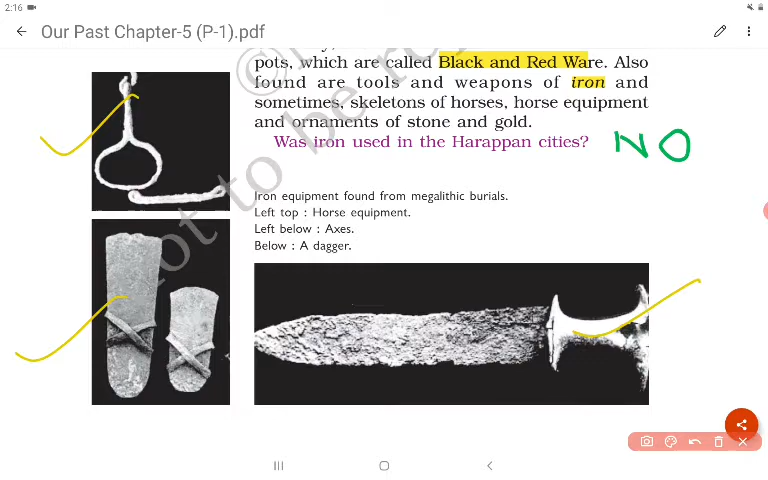 2:16
Our Past Chapter-5 (P-1).pdf
pots, which are called Black and Red Ware. Also
found are tools and weapons of iron and
sometimes, skeletons of horses, horse equipment
and ornaments of stone and gold.
Was iron used in the Harappan cities? NO
Iron equipment found from megalithic burials.
Left top : Horse equipment.
Left below : Axes.
Below : A dagger.
not to be